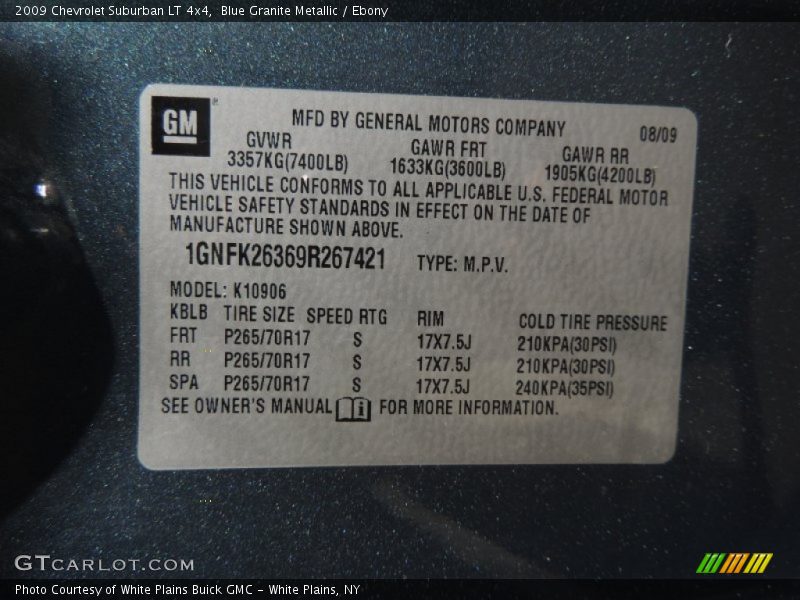 2009 Chevrolet Suburban LT 4x4, Blue Granite Metallic / Ebony
GM
MFD BY GENERAL MOTORS COMPANY 08/09
GVWR GAWR FRT GAWR RR
3357KG(7400LB) 1633KG(3600LB) 1905KG(4200LB)
THIS VEHICLE CONFORMS TO ALL APPLICABLE U.S. FEDERAL MOTOR
VEHICLE SAFETY STANDARDS IN EFFECT ON THE DATE OF
MANUFACTURE SHOWN ABOVE.
1GNFK26369R267421 TYPE: M.P.V.
MODEL: K10906
KBLB TIRE SIZE SPEED RTG RIM COLD TIRE PRESSURE
FRT P265/70R17 S 17X7.5J 210KPA(30PSI)
RR P265/70R17 S 17X7.5J 210KPA(30PSI)
SPA P265/70R17 S 17X7.5J 240KPA(35PSI)
SEE OWNER'S MANUAL i FOR MORE INFORMATION.
GTCARLOT.COM
Photo Courtesy of White Plains Buick GMC - White Plains, NY